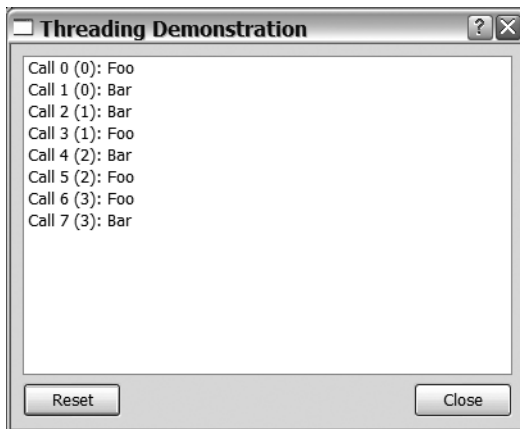 Threading Demonstration
?
Call 0 (0): Foo
Call 1 (0): Bar
Call 2 (1): Bar
Call 3 (1): Foo
Call 4 (2): Bar
Call 5 (2): Foo
Call 6 (3): Foo
Call 7 (3): Bar
Reset
Close